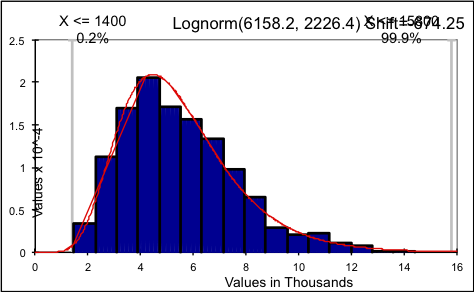 X <= 1400
0.2%
Lognorm(6158.2, 2226.4) Shift=-674.25
X <= 15800
99.9%
2.5
2
1.5
1
0.5
0
Values x 10^-4
0 2 4 6 8 10 12 14 16
Values in Thousands